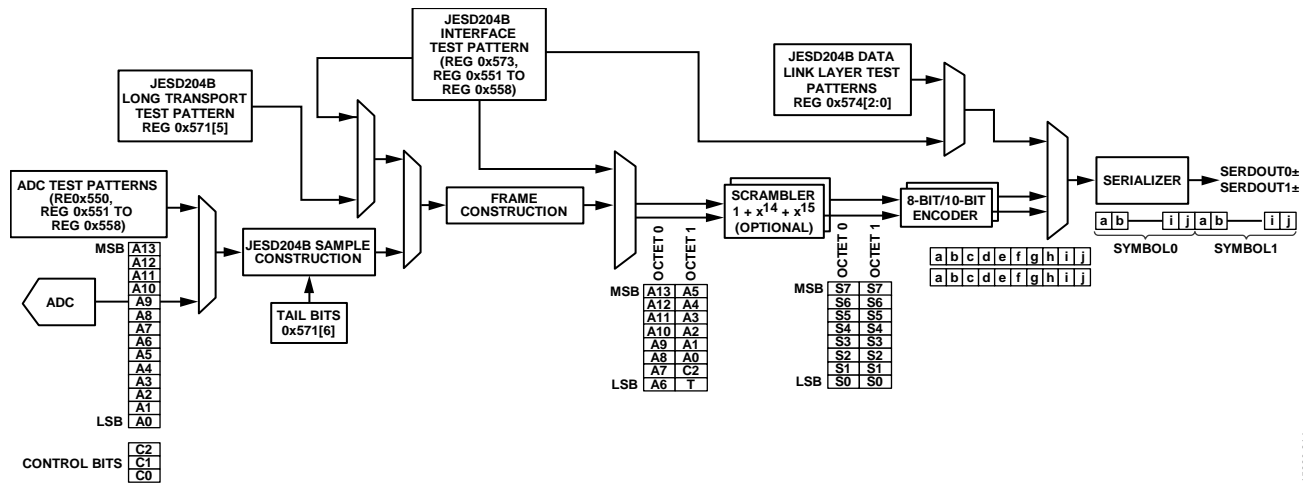 JESD204B
INTERFACE
TEST PATTERN
(REG 0x573,
REG 0x551 TO
REG 0x558)
JESD204B
LONG TRANSPORT
TEST PATTERN
REG 0x571[5]
JESD204B DATA
LINK LAYER TEST
PATTERNS
REG 0x574[2:0]
ADC TEST PATTERNS
(RE0x550,
REG 0x551 TO
REG 0x558)
JESD204B SAMPLE
CONSTRUCTION
FRAME
CONSTRUCTION
SCRAMBLER
1 + x14 + x15
(OPTIONAL)
8-BIT/10-BIT
ENCODER
SERIALIZER
SERDOUT0±
SERDOUT1±
TAIL BITS
0x571[6]
ADC
MSB A13
A12
A11
A10
A9
A8
A7
A6
A5
A4
A3
A2
A1
LSB A0
CONTROL BITS
C2
C1
C0
OCTET 0
OCTET 1
MSB A13 A5
A12 A4
A11 A3
A10 A2
A9 A1
A8 A0
A7 C2
LSB A6 T
OCTET 0
OCTET 1
MSB S7 S7
S6 S6
S5 S5
S4 S4
S3 S3
S2 S2
S1 S1
LSB S0 S0
a b c d e f g h i j
a b c d e f g h i j
a b i j a b i j
SYMBOL0 SYMBOL1